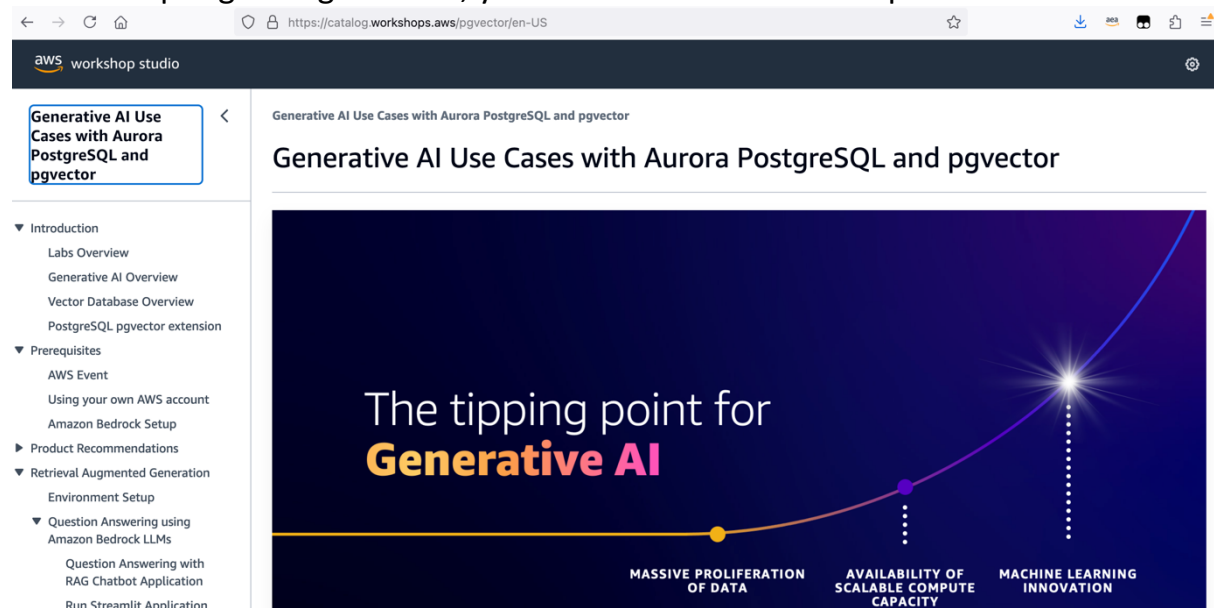 https://catalog.workshops.aws/pgvector/en-US
aea
aws workshop studio
Generative AI Use
Cases with Aurora
PostgreSQL and
pgvector
Introduction
Labs Overview
Generative AI Overview
Vector Database Overview
PostgreSQL pgvector extension
Prerequisites
AWS Event
Using your own AWS account
Amazon Bedrock Setup
Product Recommendations
Retrieval Augmented Generation
Environment Setup
Question Answering using
Amazon Bedrock LLMs
Question Answering with
RAG Chatbot Application
Run Streamlit Application
Generative AI Use Cases with Aurora PostgreSQL and pgvector
Generative AI Use Cases with Aurora PostgreSQL and pgvector
The tipping point for
Generative AI
MASSIVE PROLIFERATION
OF DATA
AVAILABILITY OF
SCALABLE COMPUTE
CAPACITY
MACHINE LEARNING
INNOVATION